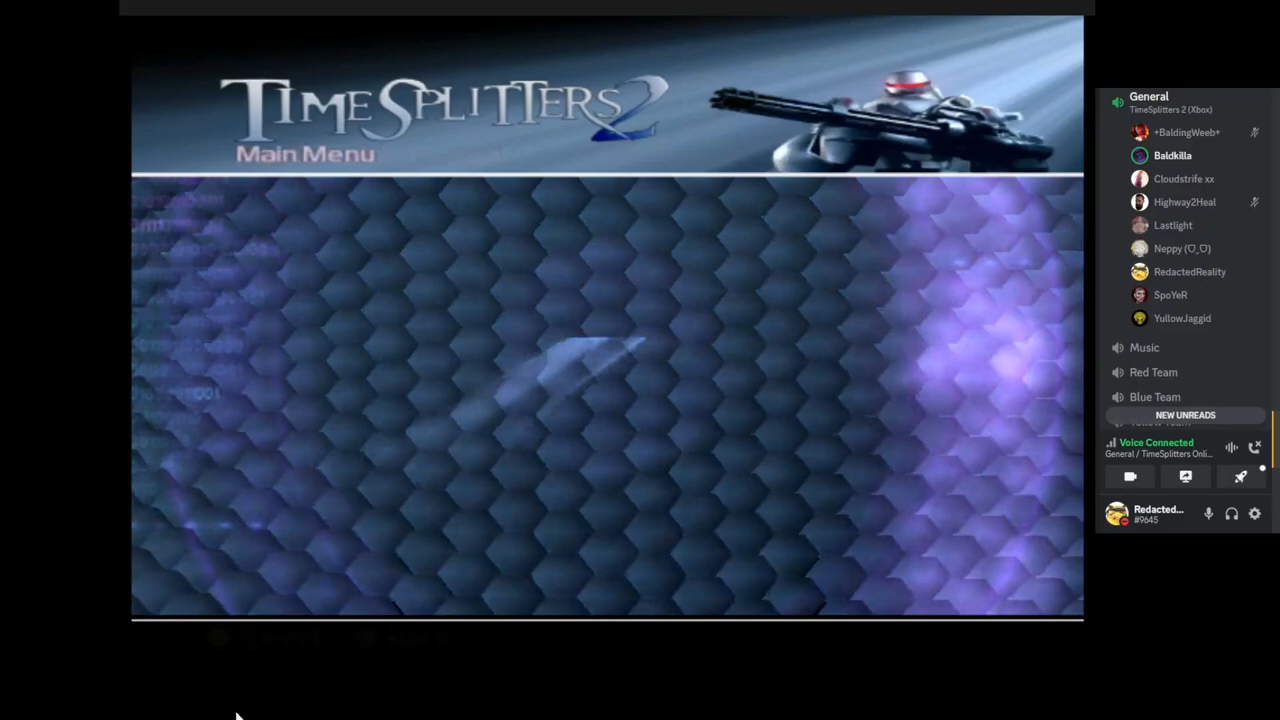 TIMESPLITTERS 2
Main Menu
General
TimeSplitters 2 (Xbox)
+BaldingWeeb+
Baldkilla
Cloudstrife xx
Highway2Heal
Lastlight
Neppy (ᗜ_ᗜ)
RedactedReality
SpoYeR
YullowJaggid
Music
Red Team
Blue Team
NEW UNREADS
Voice Connected
General / TimeSplitters Onli...
Redacted...
#9645